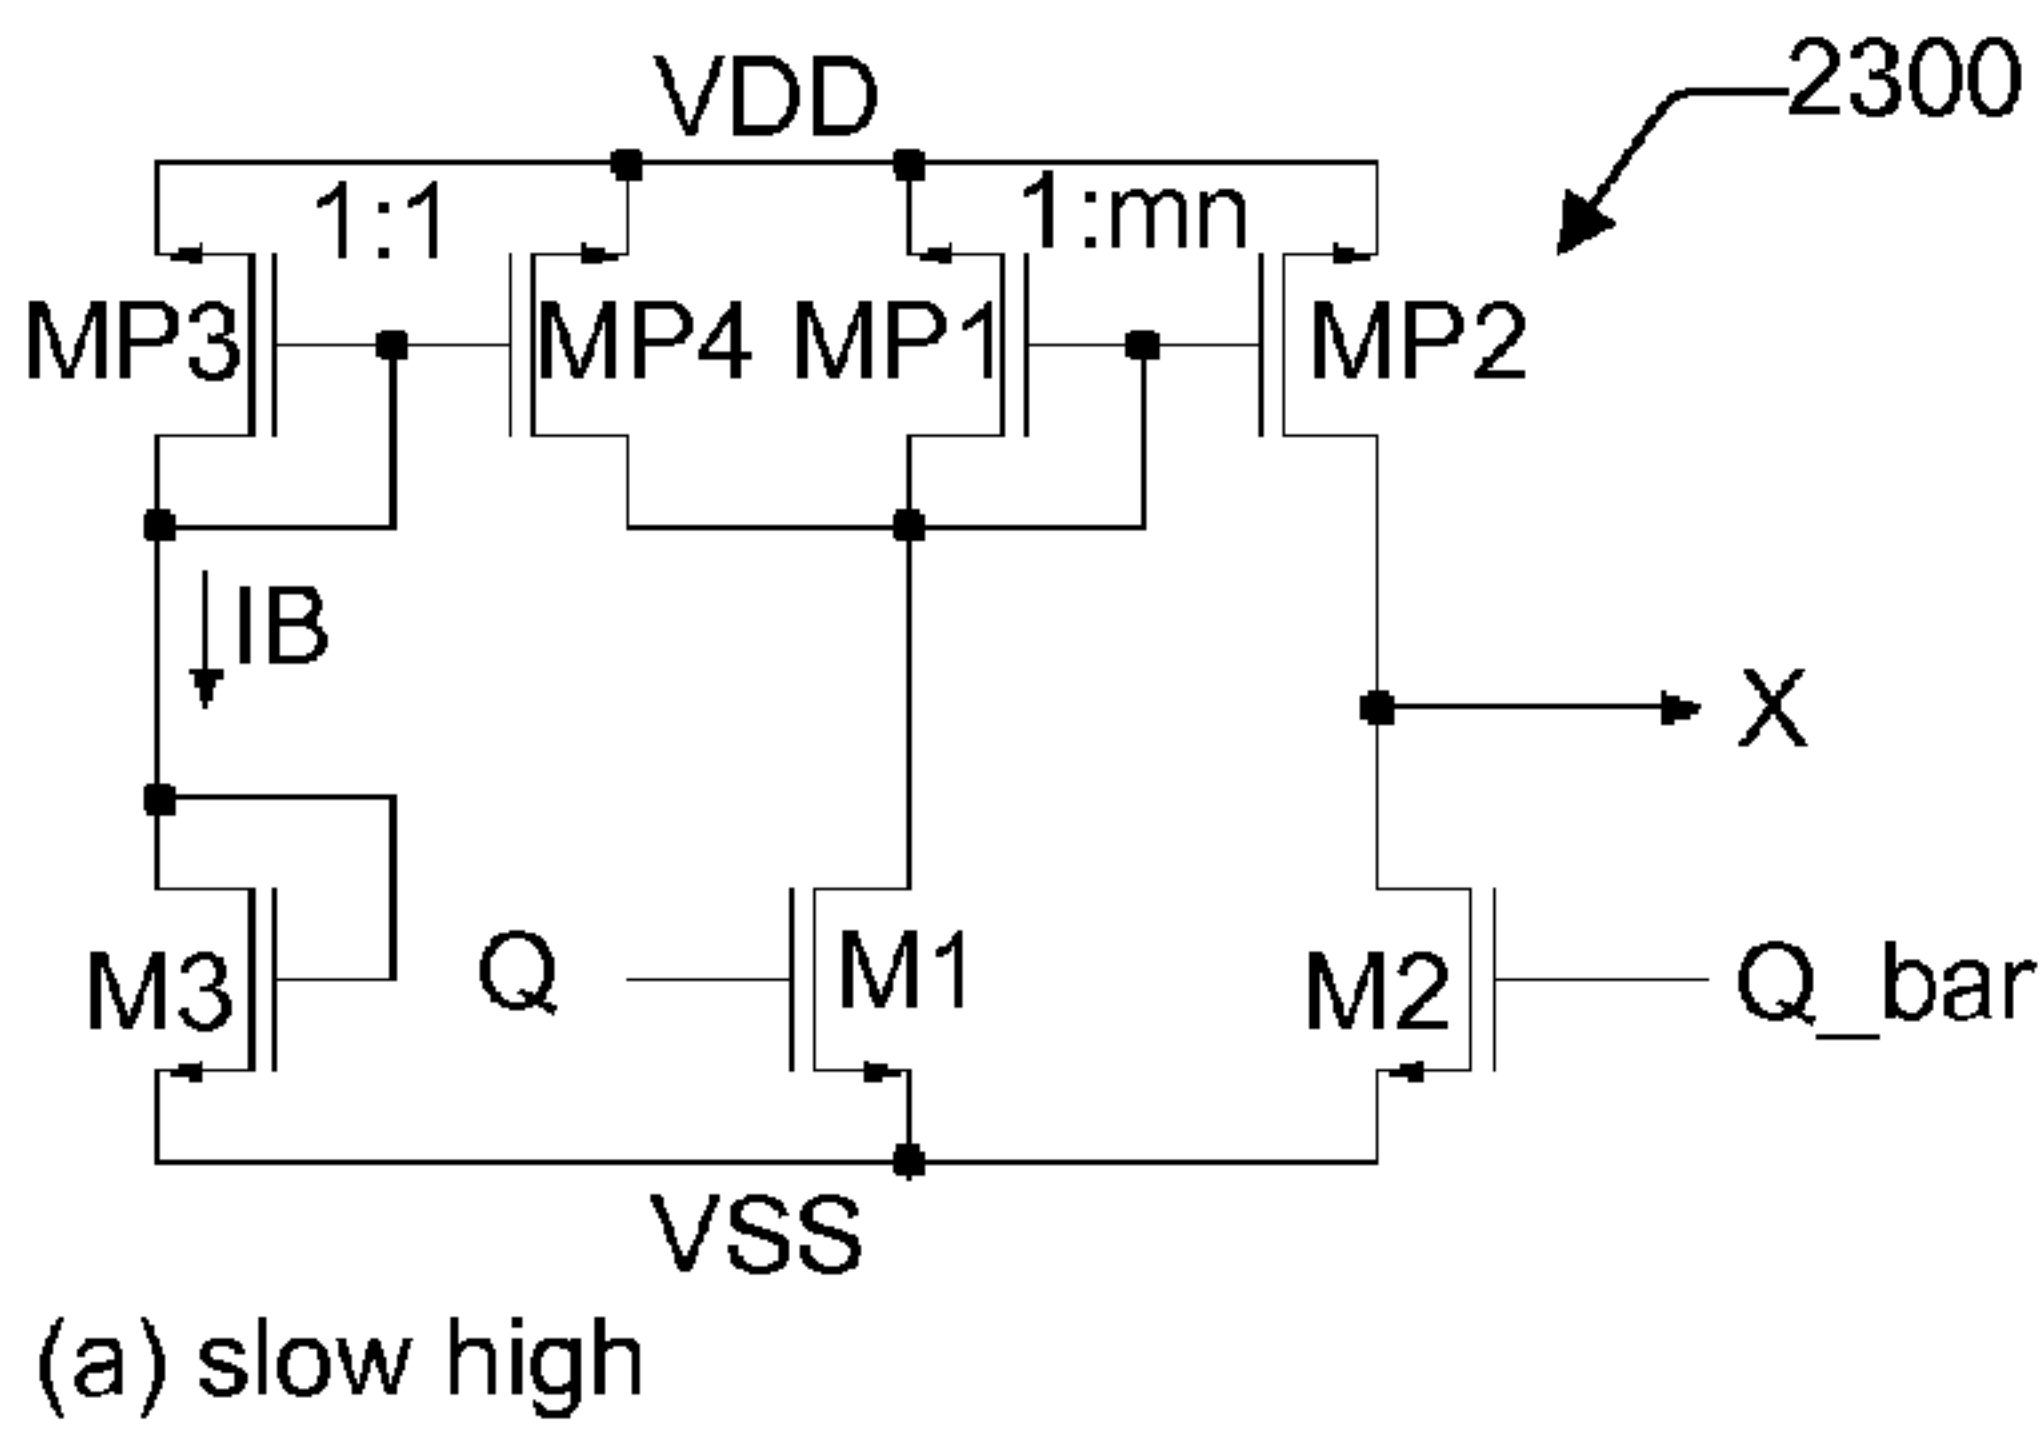 VDD
2300
1:1
1:mn
MP3
MP4
MP1
MP2
IB
X
M3
Q
M1
M2
Q_bar
VSS
(a) slow high